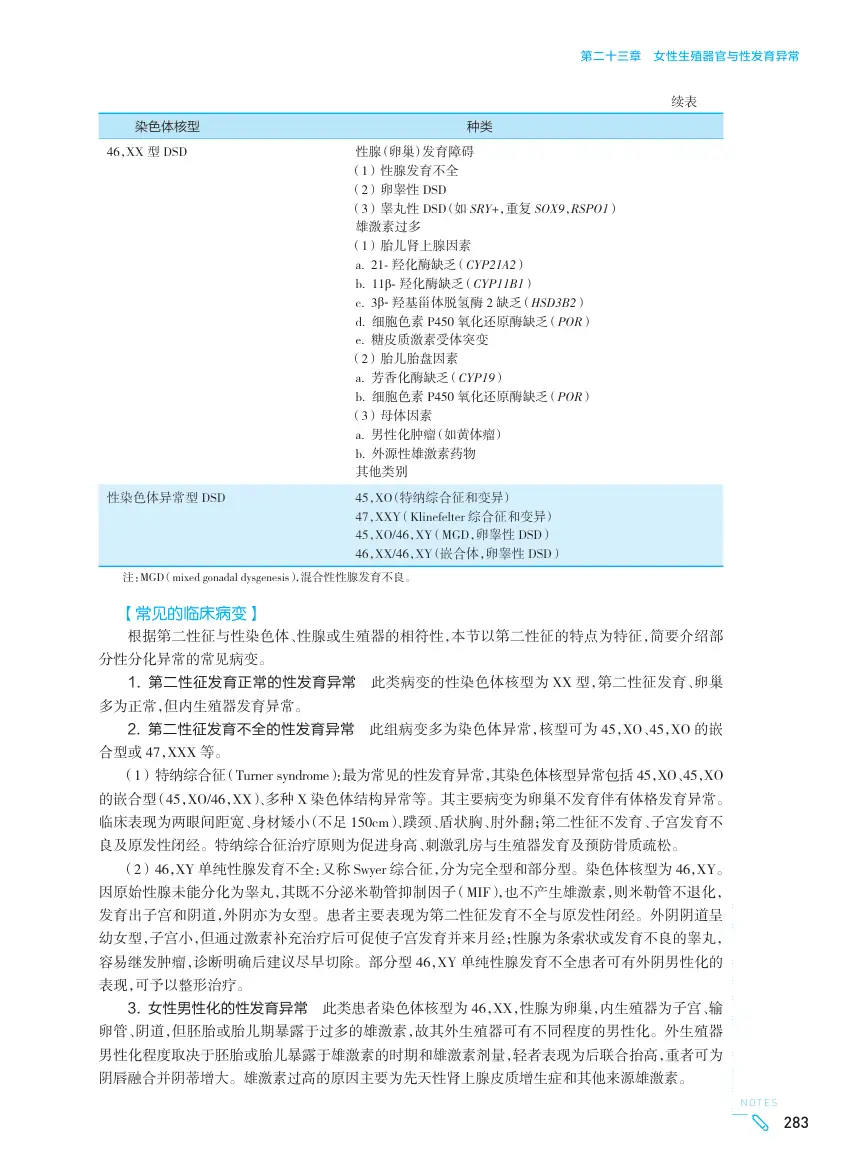 第二十三章　女性生殖器官与性发育异常
续表
染色体核型　种类
46,XX 型 DSD　性腺(卵巢)发育障碍
(1)性腺发育不全
(2)卵睾性 DSD
(3)睾丸性 DSD(如 SRY+,重复 SOX9,RSPO1)
雄激素过多
(1)胎儿肾上腺因素
a. 21- 羟化酶缺乏(CYP21A2)
b. 11β- 羟化酶缺乏(CYP11B1)
c. 3β- 羟基甾体脱氢酶 2 缺乏(HSD3B2)
d. 细胞色素 P450 氧化还原酶缺乏(POR)
e. 糖皮质激素受体突变
(2)胎儿胎盘因素
a. 芳香化酶缺乏(CYP19)
b. 细胞色素 P450 氧化还原酶缺乏(POR)
(3)母体因素
a. 男性化肿瘤(如黄体瘤)
b. 外源性雄激素药物
其他类别
性染色体异常型 DSD　45,XO(特纳综合征和变异)
47,XXY(Klinefelter 综合征和变异)
45,XO/46,XY(MGD,卵睾性 DSD)
46,XX/46,XY(嵌合体,卵睾性 DSD)
注:MGD(mixed gonadal dysgenesis),混合性性腺发育不良。
【常见的临床病变】
根据第二性征与性染色体、性腺或生殖器的相符性,本节以第二性征的特点为特征,简要介绍部
分性分化异常的常见病变。
1. 第二性征发育正常的性发育异常　此类病变的性染色体核型为 XX 型,第二性征发育、卵巢
多为正常,但内生殖器发育异常。
2. 第二性征发育不全的性发育异常　此组病变多为染色体异常,核型可为 45,XO、45,XO 的嵌
合型或 47,XXX 等。
(1)特纳综合征(Turner syndrome):最为常见的性发育异常,其染色体核型异常包括 45,XO、45,XO
的嵌合型(45,XO/46,XX)、多种 X 染色体结构异常等。其主要病变为卵巢不发育伴有体格发育异常。
临床表现为两眼间距宽、身材矮小(不足 150cm)、蹼颈、盾状胸、肘外翻;第二性征不发育、子宫发育不
良及原发性闭经。特纳综合征治疗原则为促进身高、刺激乳房与生殖器发育及预防骨质疏松。
(2)46,XY 单纯性腺发育不全:又称 Swyer 综合征,分为完全型和部分型。染色体核型为 46,XY。
因原始性腺未能分化为睾丸,其既不分泌米勒管抑制因子(MIF),也不产生雄激素,则米勒管不退化,
发育出子宫和阴道,外阴亦为女型。患者主要表现为第二性征发育不全与原发性闭经。外阴阴道呈
幼女型,子宫小,但通过激素补充治疗后可促使子宫发育并来月经;性腺为条索状或发育不良的睾丸,
容易继发肿瘤,诊断明确后建议尽早切除。部分型 46,XY 单纯性腺发育不全患者可有外阴男性化的
表现,可予以整形治疗。
3. 女性男性化的性发育异常　此类患者染色体核型为 46,XX,性腺为卵巢,内生殖器为子宫、输
卵管、阴道,但胚胎或胎儿期暴露于过多的雄激素,故其外生殖器可有不同程度的男性化。外生殖器
男性化程度取决于胚胎或胎儿暴露于雄激素的时期和雄激素剂量,轻者表现为后联合抬高,重者可为
阴唇融合并阴蒂增大。雄激素过高的原因主要为先天性肾上腺皮质增生症和其他来源雄激素。
NOTES
283